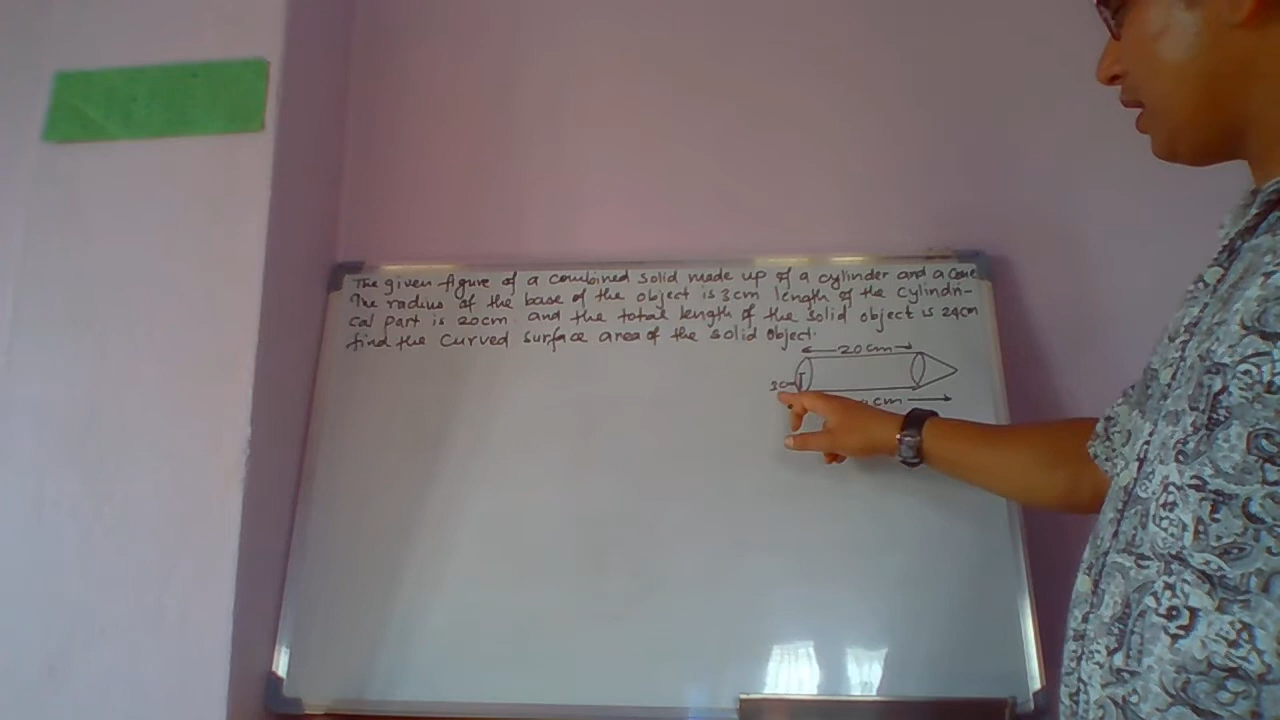 The given figure of a combined solid made up of a cylinder and a Cone
The radius of the base of the object is 3cm length of the Cylindri-
cal part is 20cm and the total length of the solid object is 24cm
find the curved surface area of the solid object.
20cm
cm